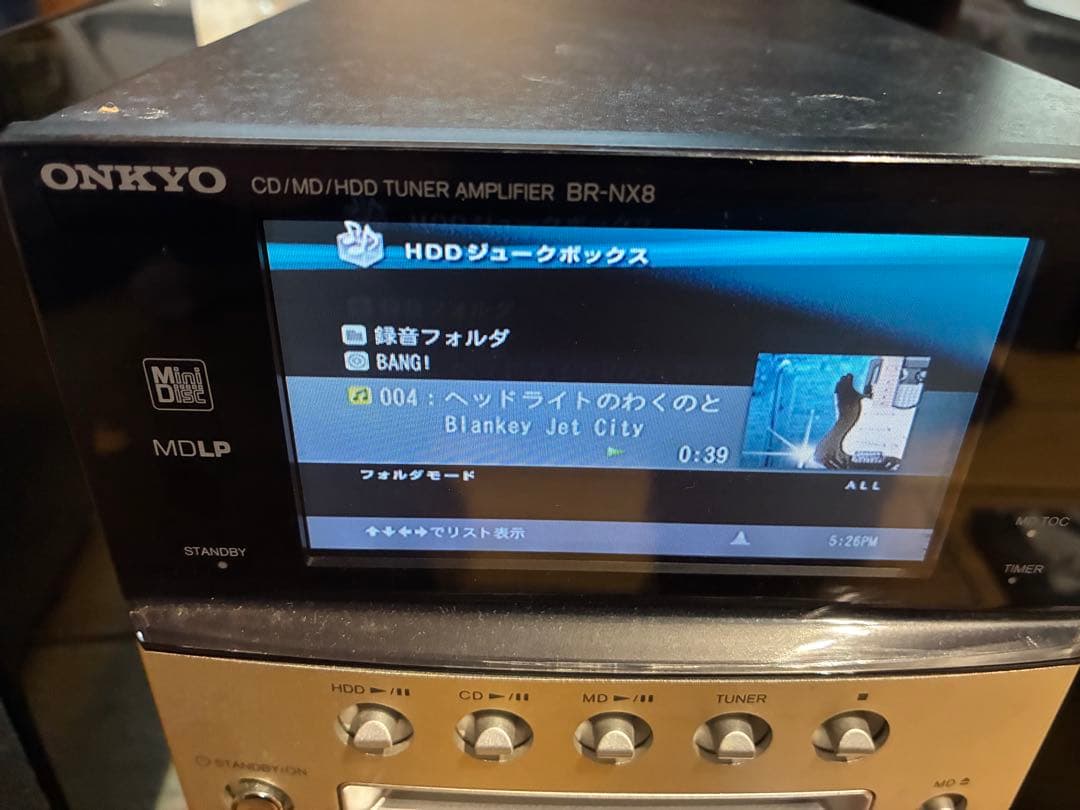 ONKYO CD/MD/HDD TUNER AMPLIFIER BR-NX8
HDDジュークボックス
録音フォルダ
BANG!
004：ヘッドライトのわくのと
Blankey Jet City
0:39
フォルダモード
ALL
↑↓←→でリスト表示
5:26PM
Mini Disc
MDLP
STANDBY
MD TOC
TIMER
HDD ►/II
CD ►/II
MD ►/II
TUNER
■
STANDBY/ON
MD ⏏